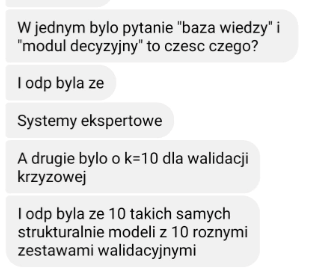 W jednym bylo pytanie "baza wiedzy" i
"modul decyzyjny" to czesc czego?
I odp byla ze
Systemy ekspertowe
A drugie bylo o k=10 dla walidacji
krzyzowej
I odp byla ze 10 takich samych
strukturalnie modeli z 10 roznymi
zestawami walidacyjnymi